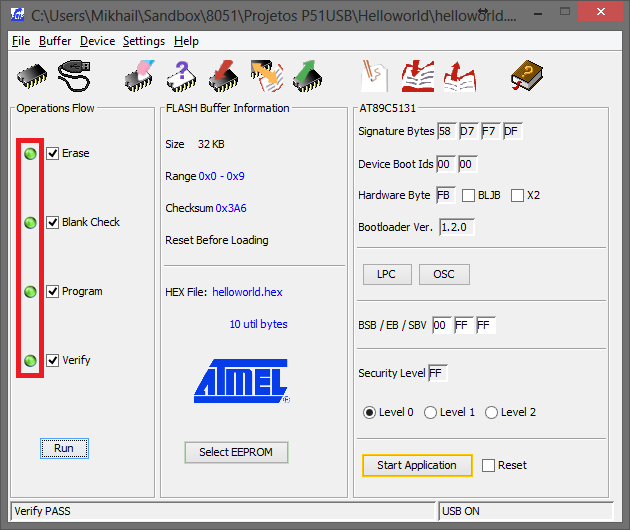 C:\Users\Mikhail\Sandbox\8051\Projetos P51USB\Helloworld\helloworld....
File Buffer Device Settings Help
Operations Flow
Erase
Blank Check
Program
Verify
Run
FLASH Buffer Information
Size 32 KB
Range 0x0 - 0x9
Checksum 0x3A6
Reset Before Loading
HEX File: helloworld.hex
10 util bytes
ATMEL
Select EEPROM
AT89C5131
Signature Bytes 58 D7 F7 DF
Device Boot Ids 00 00
Hardware Byte FB BLJB X2
Bootloader Ver. 1.2.0
LPC OSC
BSB / EB / SBV 00 FF FF
Security Level FF
Level 0 Level 1 Level 2
Start Application Reset
Verify PASS USB ON